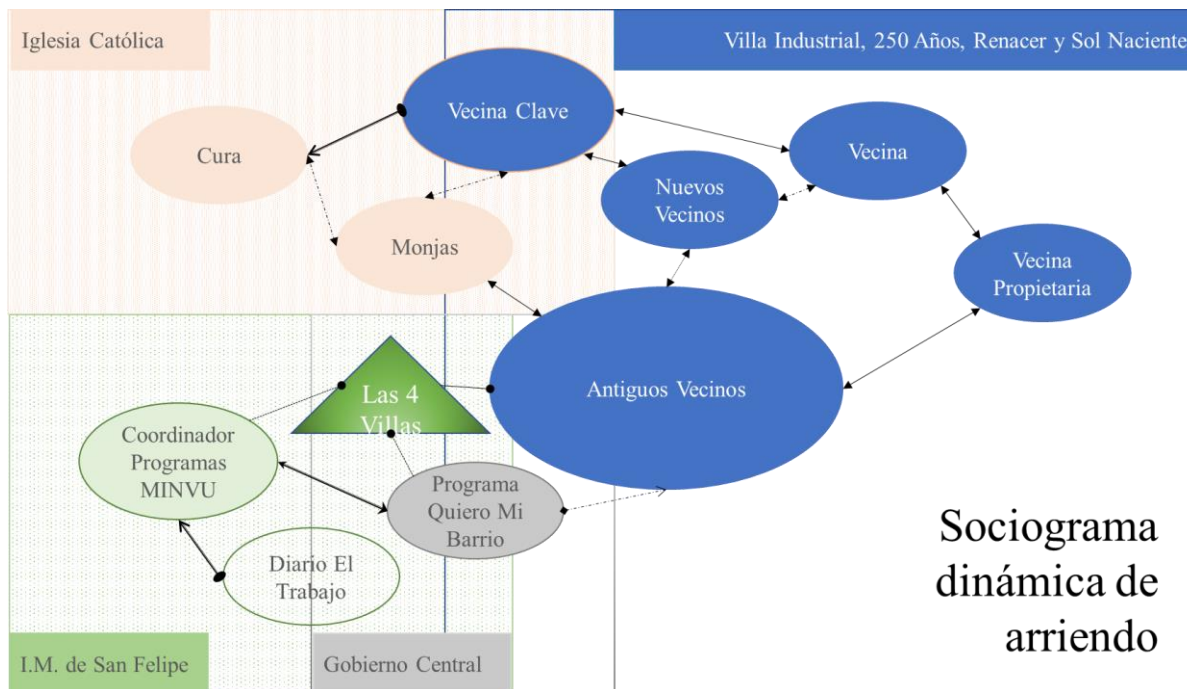 Iglesia Católica
Villa Industrial, 250 Años, Renacer y Sol Naciente
Vecina Clave
Cura
Vecina
Nuevos
Vecinos
Monjas
Vecina
Propietaria
Las 4
Villas
Antiguos Vecinos
Coordinador
Programas
MINVU
Programa
Quiero Mi
Barrio
Diario El
Trabajo
Sociograma
dinámica de
arriendo
I.M. de San Felipe
Gobierno Central